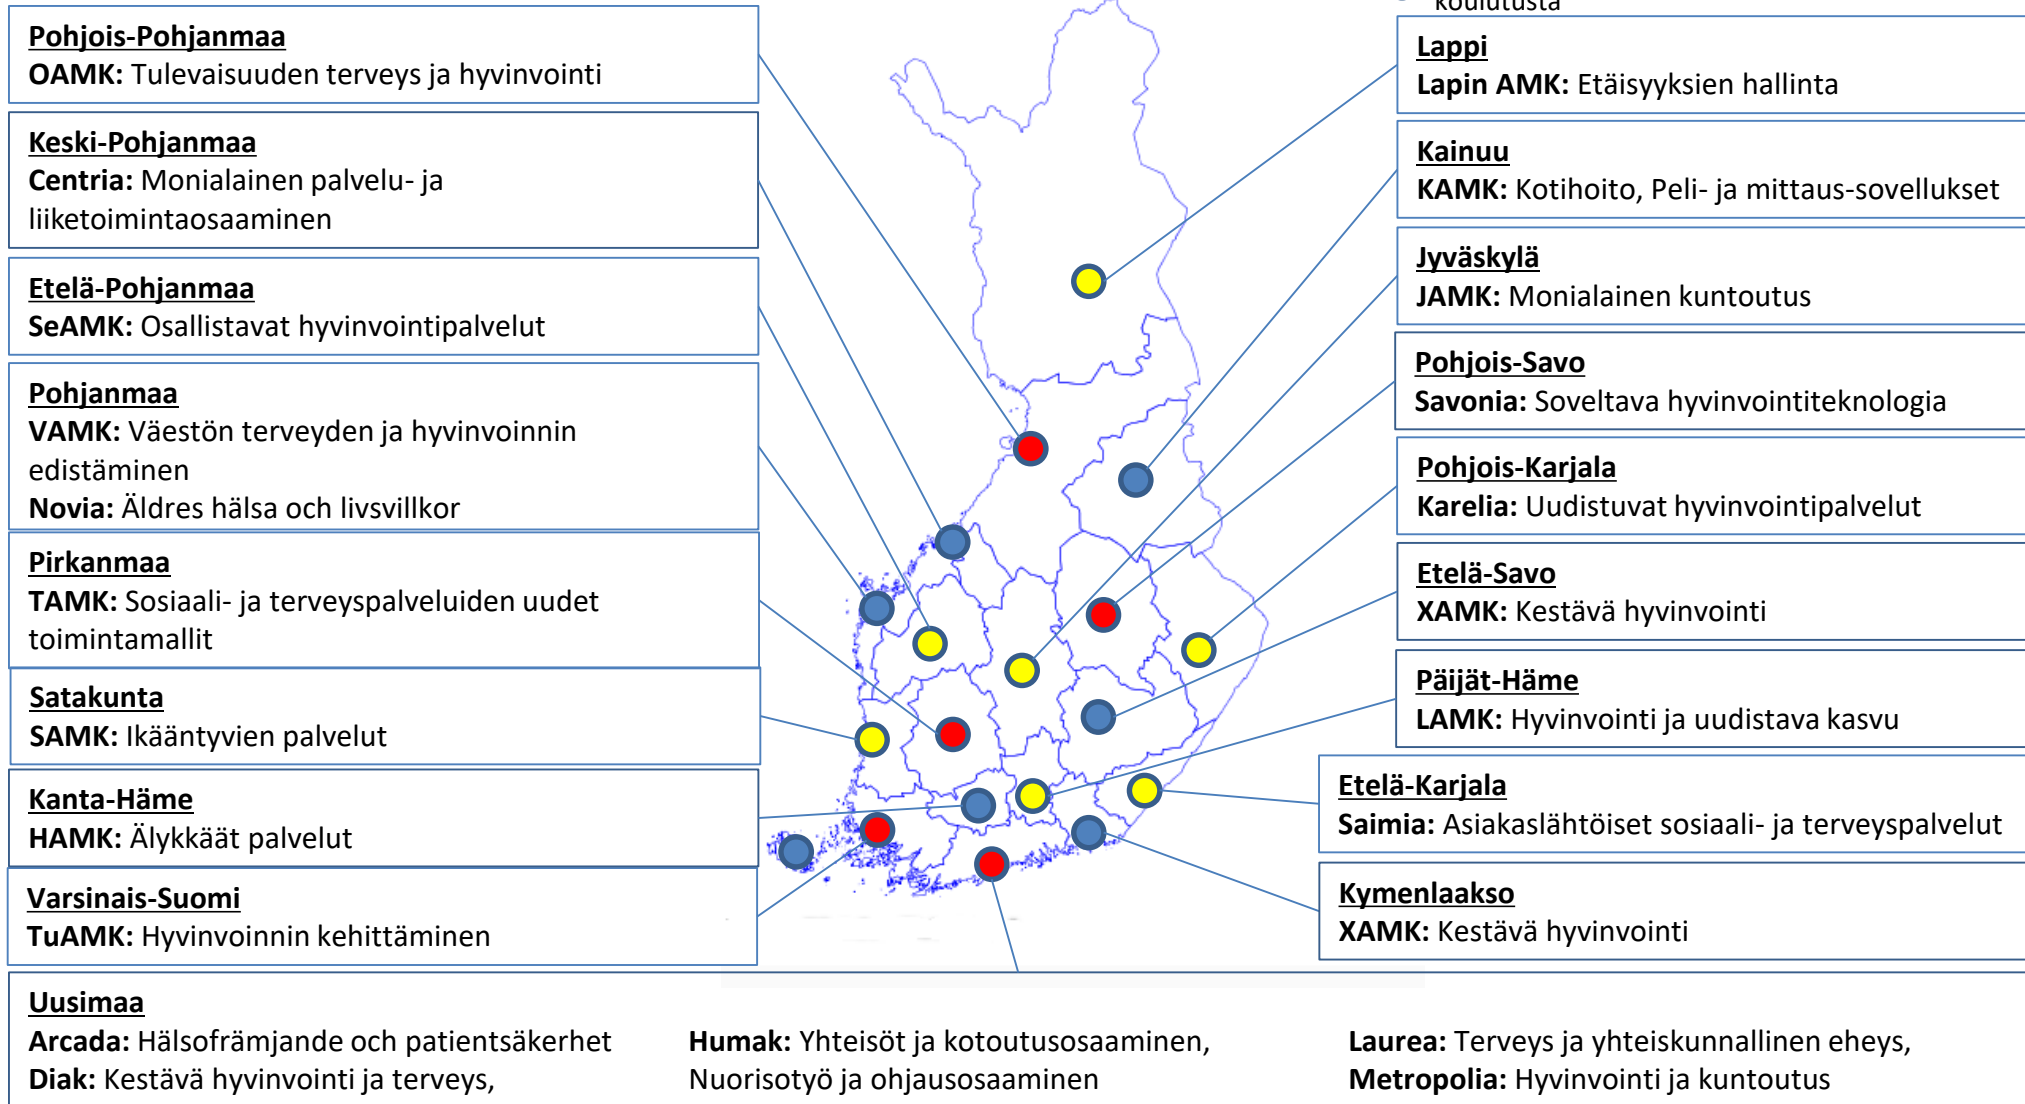 koulutusta
Pohjois-Pohjanmaa
OAMK: Tulevaisuuden terveys ja hyvinvointi
Keski-Pohjanmaa
Centria: Monialainen palvelu- ja
liiketoimintaosaaminen
Etelä-Pohjanmaa
SeAMK: Osallistavat hyvinvointipalvelut
Pohjanmaa
VAMK: Väestön terveyden ja hyvinvoinnin
edistäminen
Novia: Äldres hälsa och livsvillkor
Pirkanmaa
TAMK: Sosiaali- ja terveyspalveluiden uudet
toimintamallit
Satakunta
SAMK: Ikääntyvien palvelut
Kanta-Häme
HAMK: Älykkäät palvelut
Varsinais-Suomi
TuAMK: Hyvinvoinnin kehittäminen
Lappi
Lapin AMK: Etäisyyksien hallinta
Kainuu
KAMK: Kotihoito, Peli- ja mittaus-sovellukset
Jyväskylä
JAMK: Monialainen kuntoutus
Pohjois-Savo
Savonia: Soveltava hyvinvointiteknologia
Pohjois-Karjala
Karelia: Uudistuvat hyvinvointipalvelut
Etelä-Savo
XAMK: Kestävä hyvinvointi
Päijät-Häme
LAMK: Hyvinvointi ja uudistava kasvu
Etelä-Karjala
Saimia: Asiakaslähtöiset sosiaali- ja terveyspalvelut
Kymenlaakso
XAMK: Kestävä hyvinvointi
Uusimaa
Arcada: Hälsofrämjande och patientsäkerhet
Diak: Kestävä hyvinvointi ja terveys,
Humak: Yhteisöt ja kotoutusosaaminen,
Nuorisotyö ja ohjausosaaminen
Laurea: Terveys ja yhteiskunnallinen eheys,
Metropolia: Hyvinvointi ja kuntoutus